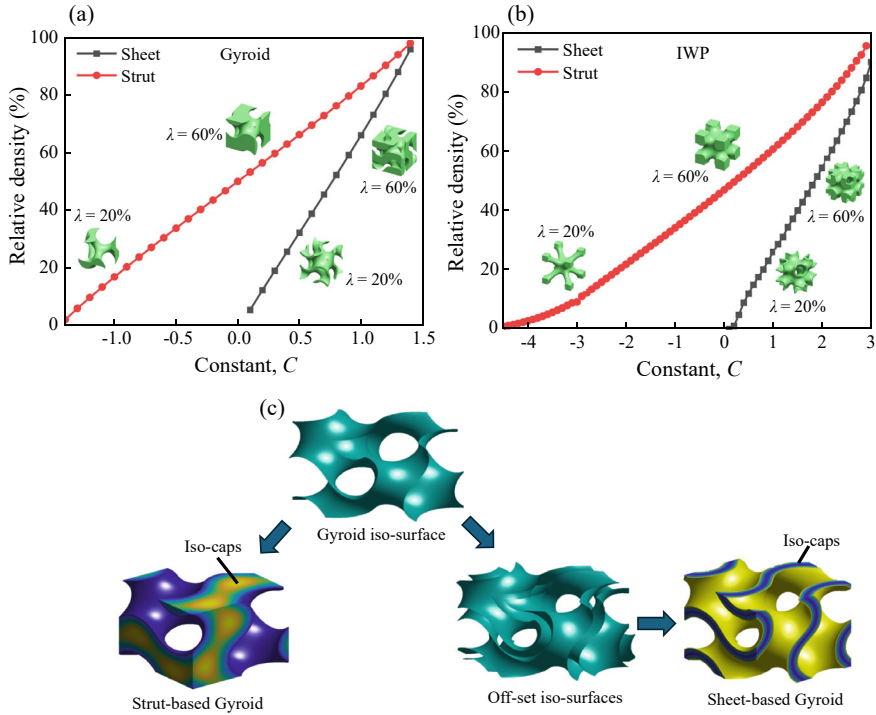 (a)
Relative density (%)
100
80
60
40
20
0
Sheet
Strut
Gyroid
λ = 60%
λ = 60%
λ = 20%
λ = 20%
-1.0
-0.5
0.0
0.5
1.0
1.5
Constant, C
(b)
Relative density (%)
100
80
60
40
20
0
Sheet
Strut
IWP
λ = 60%
λ = 60%
λ = 20%
λ = 20%
-4
-3
-2
-1
0
1
2
3
Constant, C
(c)
Gyroid iso-surface
Iso-caps
Strut-based Gyroid
Off-set iso-surfaces
Iso-caps
Sheet-based Gyroid